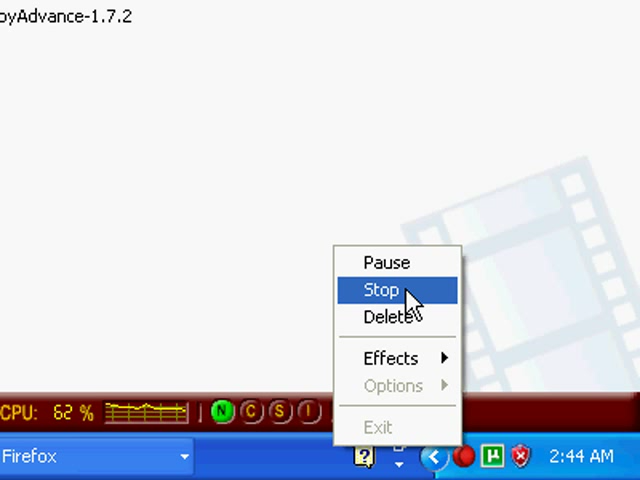 oyAdvance-1.7.2
Pause
Stop
Delete
Effects
Options
Exit
CPU: 62 % N C S I
Firefox
? µ 2:44 AM